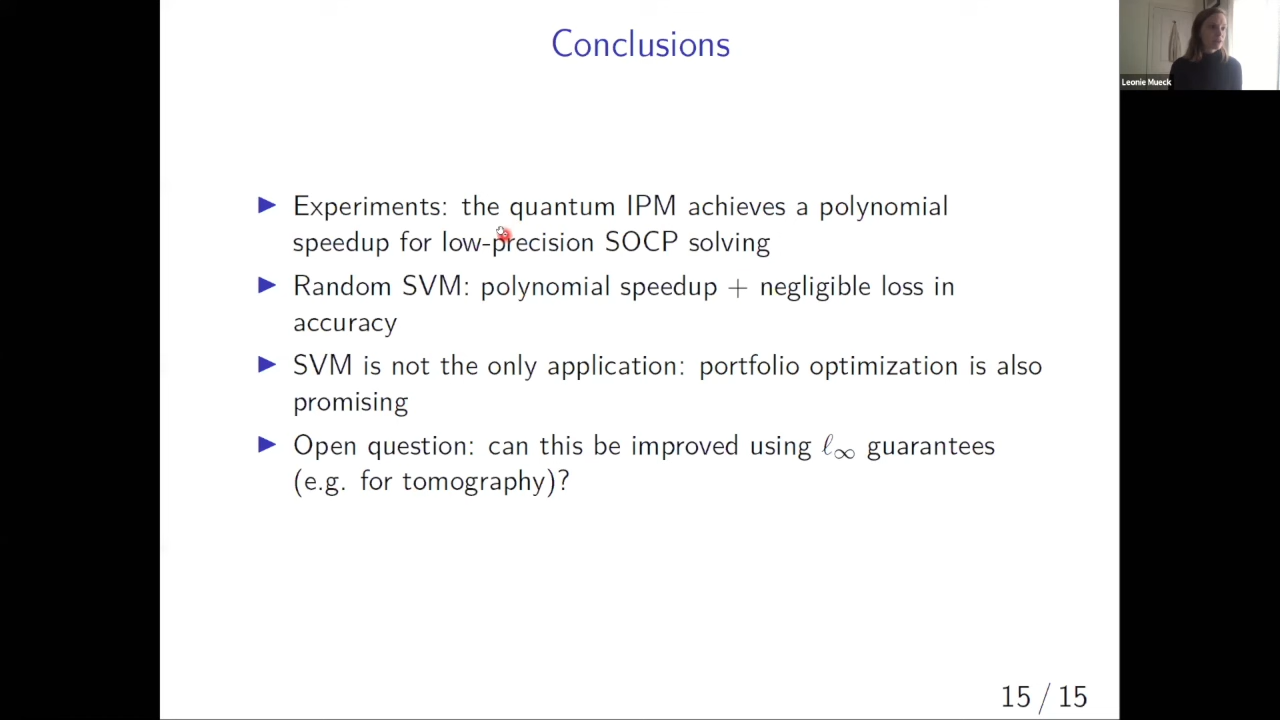 Conclusions
Leonie Mueck
▶ Experiments: the quantum IPM achieves a polynomial
speedup for low-precision SOCP solving
▶ Random SVM: polynomial speedup + negligible loss in
accuracy
▶ SVM is not the only application: portfolio optimization is also
promising
▶ Open question: can this be improved using ℓ∞ guarantees
(e.g. for tomography)?
15 / 15